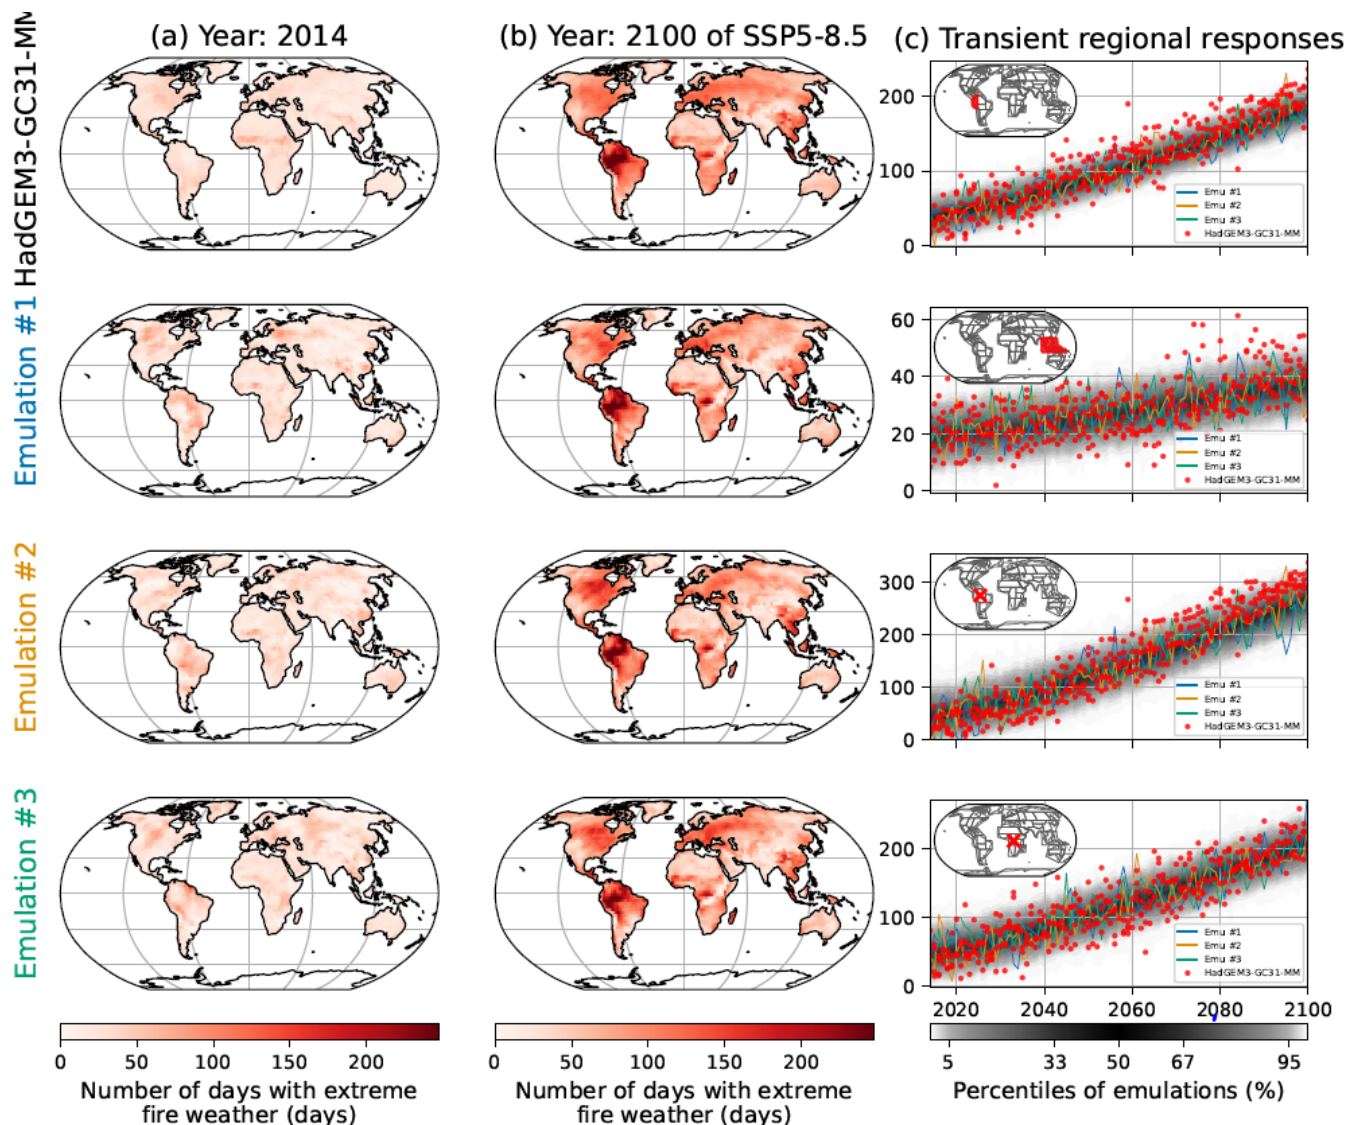 (a) Year: 2014
(b) Year: 2100 of SSP5-8.5
(c) Transient regional responses
HadGEM3-GC31-MM
200
100
0
Emu #1
Emu #2
Emu #3
HadGEM3-GC31-MM
Emulation #1
60
40
20
0
Emu #1
Emu #2
Emu #3
HadGEM3-GC31-MM
Emulation #2
300
200
100
0
Emu #1
Emu #2
Emu #3
HadGEM3-GC31-MM
Emulation #3
200
100
0
Emu #1
Emu #2
Emu #3
HadGEM3-GC31-MM
2020 2040 2060 2080 2100
0 50 100 150 200
Number of days with extreme
fire weather (days)
0 50 100 150 200
Number of days with extreme
fire weather (days)
5 33 50 67 95
Percentiles of emulations (%)